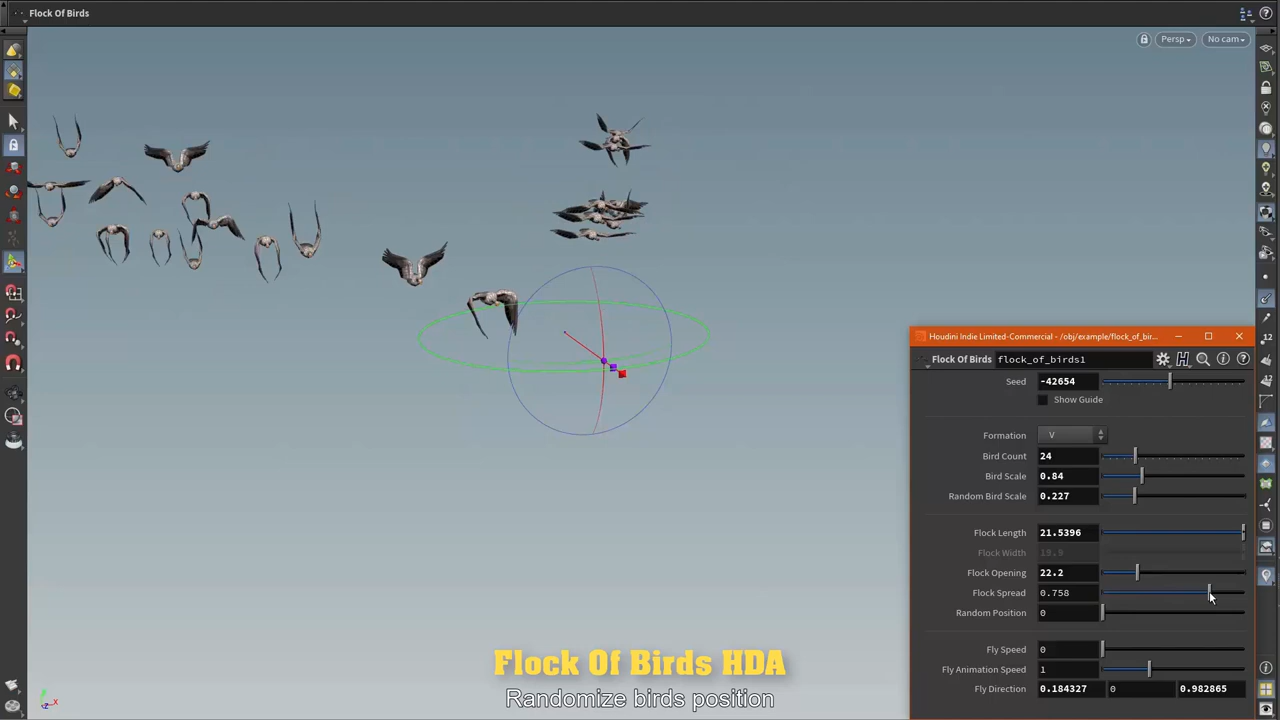 Flock Of Birds
Persp
No cam
Houdini Indie Limited-Commercial - /obj/example/flock_of_bir...
Flock Of Birds flock_of_birds1
Seed -42654
Show Guide
Formation V
Bird Count 24
Bird Scale 0.84
Random Bird Scale 0.227
Flock Length 21.5396
Flock Width 19.9
Flock Opening 22.2
Flock Spread 0.758
Random Position 0
Fly Speed 0
Fly Animation Speed 1
Fly Direction 0.184327 0 0.982865
Flock Of Birds HDA
Randomize birds position